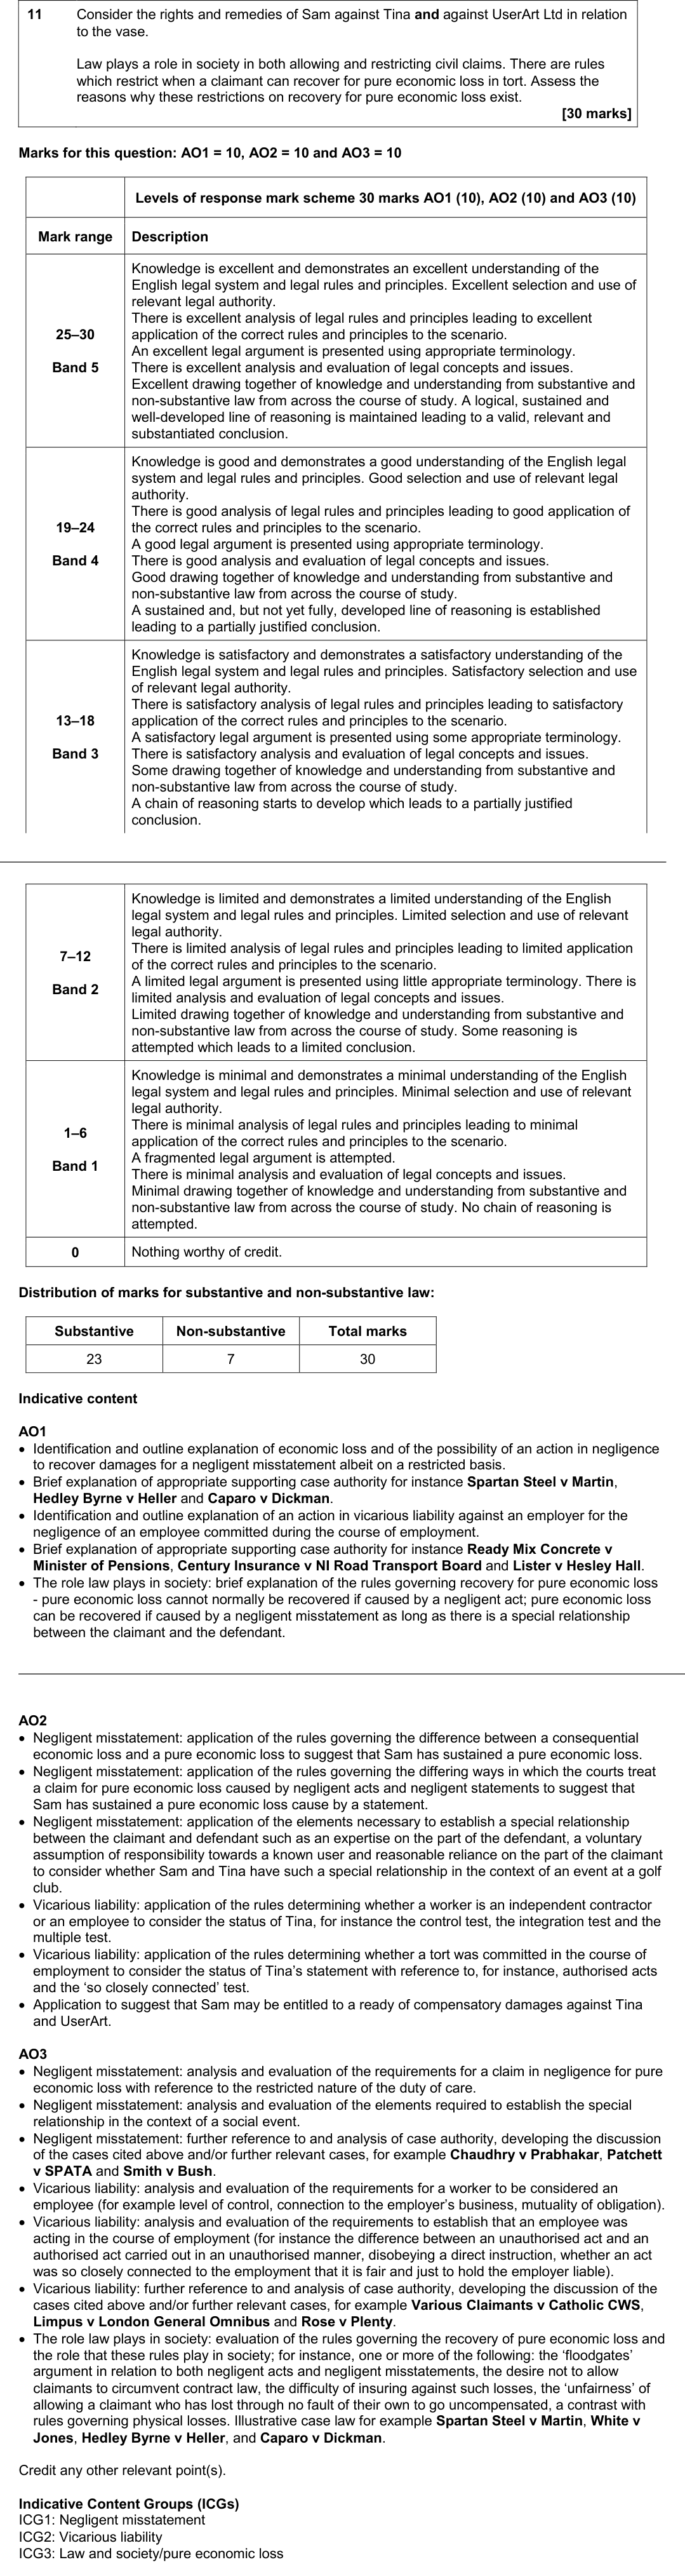 11 Consider the rights and remedies of Sam against Tina and against UserArt Ltd in relation
to the vase.
Law plays a role in society in both allowing and restricting civil claims. There are rules
which restrict when a claimant can recover for pure economic loss in tort. Assess the
reasons why these restrictions on recovery for pure economic loss exist.
[30 marks]
Marks for this question: AO1 = 10, AO2 = 10 and AO3 = 10
Levels of response mark scheme 30 marks AO1 (10), AO2 (10) and AO3 (10)
Mark range Description
25–30
Band 5
Knowledge is excellent and demonstrates an excellent understanding of the
English legal system and legal rules and principles. Excellent selection and use of
relevant legal authority.
There is excellent analysis of legal rules and principles leading to excellent
application of the correct rules and principles to the scenario.
An excellent legal argument is presented using appropriate terminology.
There is excellent analysis and evaluation of legal concepts and issues.
Excellent drawing together of knowledge and understanding from substantive and
non-substantive law from across the course of study. A logical, sustained and
well-developed line of reasoning is maintained leading to a valid, relevant and
substantiated conclusion.
19–24
Band 4
Knowledge is good and demonstrates a good understanding of the English legal
system and legal rules and principles. Good selection and use of relevant legal
authority.
There is good analysis of legal rules and principles leading to good application of
the correct rules and principles to the scenario.
A good legal argument is presented using appropriate terminology.
There is good analysis and evaluation of legal concepts and issues.
Good drawing together of knowledge and understanding from substantive and
non-substantive law from across the course of study.
A sustained and, but not yet fully, developed line of reasoning is established
leading to a partially justified conclusion.
13–18
Band 3
Knowledge is satisfactory and demonstrates a satisfactory understanding of the
English legal system and legal rules and principles. Satisfactory selection and use
of relevant legal authority.
There is satisfactory analysis of legal rules and principles leading to satisfactory
application of the correct rules and principles to the scenario.
A satisfactory legal argument is presented using some appropriate terminology.
There is satisfactory analysis and evaluation of legal concepts and issues.
Some drawing together of knowledge and understanding from substantive and
non-substantive law from across the course of study.
A chain of reasoning starts to develop which leads to a partially justified
conclusion.
7–12
Band 2
Knowledge is limited and demonstrates a limited understanding of the English
legal system and legal rules and principles. Limited selection and use of relevant
legal authority.
There is limited analysis of legal rules and principles leading to limited application
of the correct rules and principles to the scenario.
A limited legal argument is presented using little appropriate terminology. There is
limited analysis and evaluation of legal concepts and issues.
Limited drawing together of knowledge and understanding from substantive and
non-substantive law from across the course of study. Some reasoning is
attempted which leads to a limited conclusion.
1–6
Band 1
Knowledge is minimal and demonstrates a minimal understanding of the English
legal system and legal rules and principles. Minimal selection and use of relevant
legal authority.
There is minimal analysis of legal rules and principles leading to minimal
application of the correct rules and principles to the scenario.
A fragmented legal argument is attempted.
There is minimal analysis and evaluation of legal concepts and issues.
Minimal drawing together of knowledge and understanding from substantive and
non-substantive law from across the course of study. No chain of reasoning is
attempted.
0 Nothing worthy of credit.
Distribution of marks for substantive and non-substantive law:
Substantive Non-substantive Total marks
23 7 30
Indicative content
AO1
• Identification and outline explanation of economic loss and of the possibility of an action in negligence
to recover damages for a negligent misstatement albeit on a restricted basis.
• Brief explanation of appropriate supporting case authority for instance Spartan Steel v Martin,
Hedley Byrne v Heller and Caparo v Dickman.
• Identification and outline explanation of an action in vicarious liability against an employer for the
negligence of an employee committed during the course of employment.
• Brief explanation of appropriate supporting case authority for instance Ready Mix Concrete v
Minister of Pensions, Century Insurance v NI Road Transport Board and Lister v Hesley Hall.
• The role law plays in society: brief explanation of the rules governing recovery for pure economic loss
- pure economic loss cannot normally be recovered if caused by a negligent act; pure economic loss
can be recovered if caused by a negligent misstatement as long as there is a special relationship
between the claimant and the defendant.
AO2
• Negligent misstatement: application of the rules governing the difference between a consequential
economic loss and a pure economic loss to suggest that Sam has sustained a pure economic loss.
• Negligent misstatement: application of the rules governing the differing ways in which the courts treat
a claim for pure economic loss caused by negligent acts and negligent statements to suggest that
Sam has sustained a pure economic loss cause by a statement.
• Negligent misstatement: application of the elements necessary to establish a special relationship
between the claimant and defendant such as an expertise on the part of the defendant, a voluntary
assumption of responsibility towards a known user and reasonable reliance on the part of the claimant
to consider whether Sam and Tina have such a special relationship in the context of an event at a golf
club.
• Vicarious liability: application of the rules determining whether a worker is an independent contractor
or an employee to consider the status of Tina, for instance the control test, the integration test and the
multiple test.
• Vicarious liability: application of the rules determining whether a tort was committed in the course of
employment to consider the status of Tina’s statement with reference to, for instance, authorised acts
and the ‘so closely connected’ test.
• Application to suggest that Sam may be entitled to a ready of compensatory damages against Tina
and UserArt.
AO3
• Negligent misstatement: analysis and evaluation of the requirements for a claim in negligence for pure
economic loss with reference to the restricted nature of the duty of care.
• Negligent misstatement: analysis and evaluation of the elements required to establish the special
relationship in the context of a social event.
• Negligent misstatement: further reference to and analysis of case authority, developing the discussion
of the cases cited above and/or further relevant cases, for example Chaudhry v Prabhakar, Patchett
v SPATA and Smith v Bush.
• Vicarious liability: analysis and evaluation of the requirements for a worker to be considered an
employee (for example level of control, connection to the employer’s business, mutuality of obligation).
• Vicarious liability: analysis and evaluation of the requirements to establish that an employee was
acting in the course of employment (for instance the difference between an unauthorised act and an
authorised act carried out in an unauthorised manner, disobeying a direct instruction, whether an act
was so closely connected to the employment that it is fair and just to hold the employer liable).
• Vicarious liability: further reference to and analysis of case authority, developing the discussion of the
cases cited above and/or further relevant cases, for example Various Claimants v Catholic CWS,
Limpus v London General Omnibus and Rose v Plenty.
• The role law plays in society: evaluation of the rules governing the recovery of pure economic loss and
the role that these rules play in society; for instance, one or more of the following: the ‘floodgates’
argument in relation to both negligent acts and negligent misstatements, the desire not to allow
claimants to circumvent contract law, the difficulty of insuring against such losses, the ‘unfairness’ of
allowing a claimant who has lost through no fault of their own to go uncompensated, a contrast with
rules governing physical losses. Illustrative case law for example Spartan Steel v Martin, White v
Jones, Hedley Byrne v Heller, and Caparo v Dickman.
Credit any other relevant point(s).
Indicative Content Groups (ICGs)
ICG1: Negligent misstatement
ICG2: Vicarious liability
ICG3: Law and society/pure economic loss